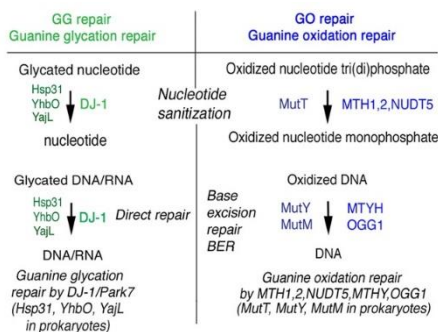 GG repair
Guanine glycation repair
Glycated nucleotide
Hsp31
YhbO
YajL
DJ-1
nucleotide
Glycated DNA/RNA
Hsp31
YhbO
YajL
DJ-1
Direct repair
DNA/RNA
Guanine glycation
repair by DJ-1/Park7
(Hsp31, YhbO, YajL
in prokaryotes)
Nucleotide
sanitization
GO repair
Guanine oxidation repair
Oxidized nucleotide tri(di)phosphate
MutT
MTH1,2,NUDT5
Oxidized nucleotide monophosphate
Oxidized DNA
Base
excision
repair
BER
MutY
MutM
MTYH
OGG1
DNA
Guanine oxidation repair
by MTH1,2,NUDT5,MTHY,OGG1
(MutT, MutY, MutM in prokaryotes)